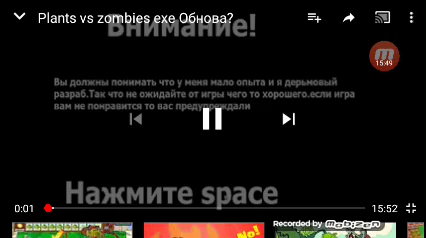 Plants vs zombies exe Обнова?
Внимание!
15:49
Вы должны понимать что у меня мало опыта и я дерьмовый
разраб.Так что не ожидайте от игры чего то хорошего.если игра
вам не понравится то вас предупреждали
0:01
15:52
Нажмите space
No!
Recorded by mobizen